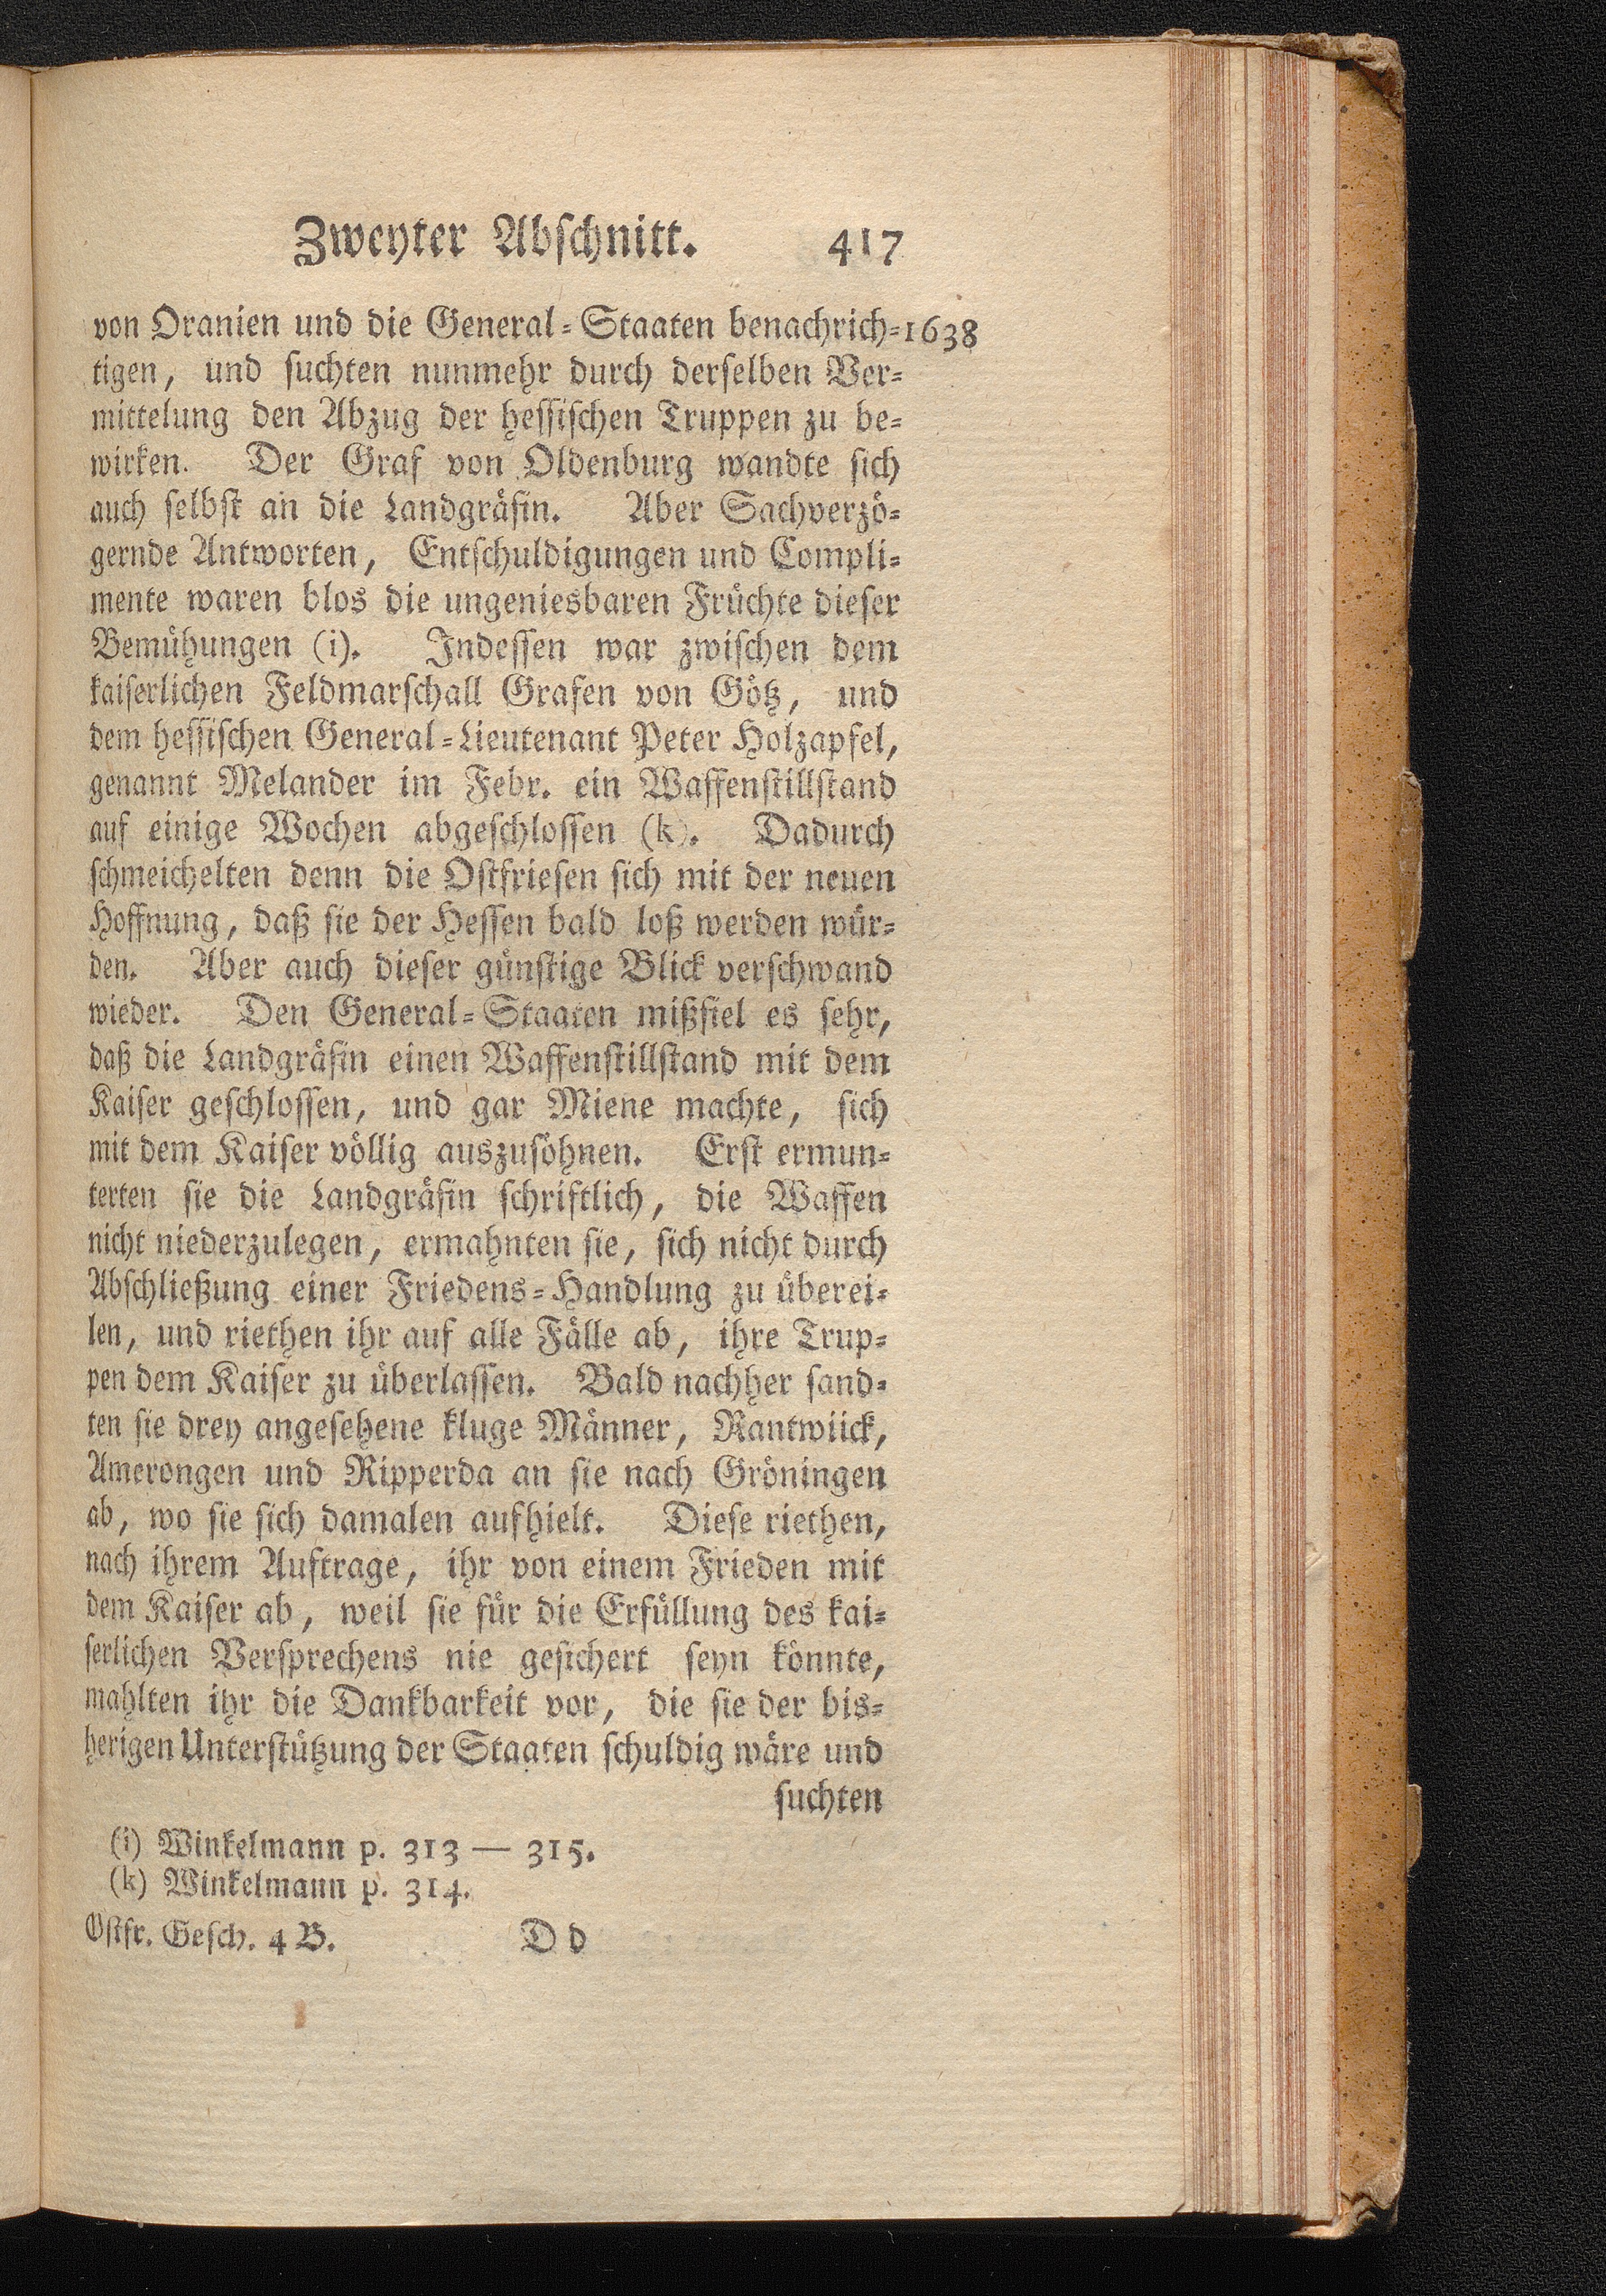 Zweyter Abschnitt. 417
von Oranien und die General=Staaten benachrich=1638
tigen, und suchten nunmehr durch derselben Ver=
mittelung den Abzug der hessischen Truppen zu be=
wirken. Der Graf von Oldenburg wandte sich
auch selbst an die Landgräfin. Aber Sachverzö=
gernde Antworten, Entschuldigungen und Compli=
mente waren blos die ungeniesbaren Früchte dieser
Bemühungen (i). Indessen war zwischen dem
kaiserlichen Feldmarschall Grafen von Götz, und
dem hessischen General=Lieutenant Peter Holzapfel,
genannt Melander im Febr. ein Waffenstillstand
auf einige Wochen abgeschlossen (k). Dadurch
schmeichelten denn die Ostfriesen sich mit der neuen
Hoffnung, daß sie der Hessen bald loß werden wür=
den. Aber auch dieser günstige Blick verschwand
wieder. Den General=Staaten mißfiel es sehr,
daß die Landgräfin einen Waffenstillstand mit dem
Kaiser geschlossen, und gar Miene machte, sich
mit dem Kaiser völlig auszusöhnen. Erst ermun=
terten sie die Landgräfin schriftlich, die Waffen
nicht niederzulegen, ermahnten sie, sich nicht durch
Abschließung einer Friedens=Handlung zu überei=
len, und riethen ihr auf alle Fälle ab, ihre Trup=
pen dem Kaiser zu überlassen. Bald nachher sand=
ten sie drey angesehene kluge Männer, Rantwiick,
Amerongen und Ripperda an sie nach Gröningen
ab, wo sie sich damalen aufhielt. Diese riethen,
nach ihrem Auftrage, ihr von einem Frieden mit
dem Kaiser ab, weil sie für die Erfüllung des kai=
serlichen Versprechens nie gesichert seyn könnte,
mahlten ihr die Dankbarkeit vor, die sie der bis=
herigen Unterstützung der Staaten schuldig wäre und
suchten
(i) Winkelmann p. 313 — 315.
(k) Winkelmann p. 314.
Ostfr. Gesch. 4 B. D d